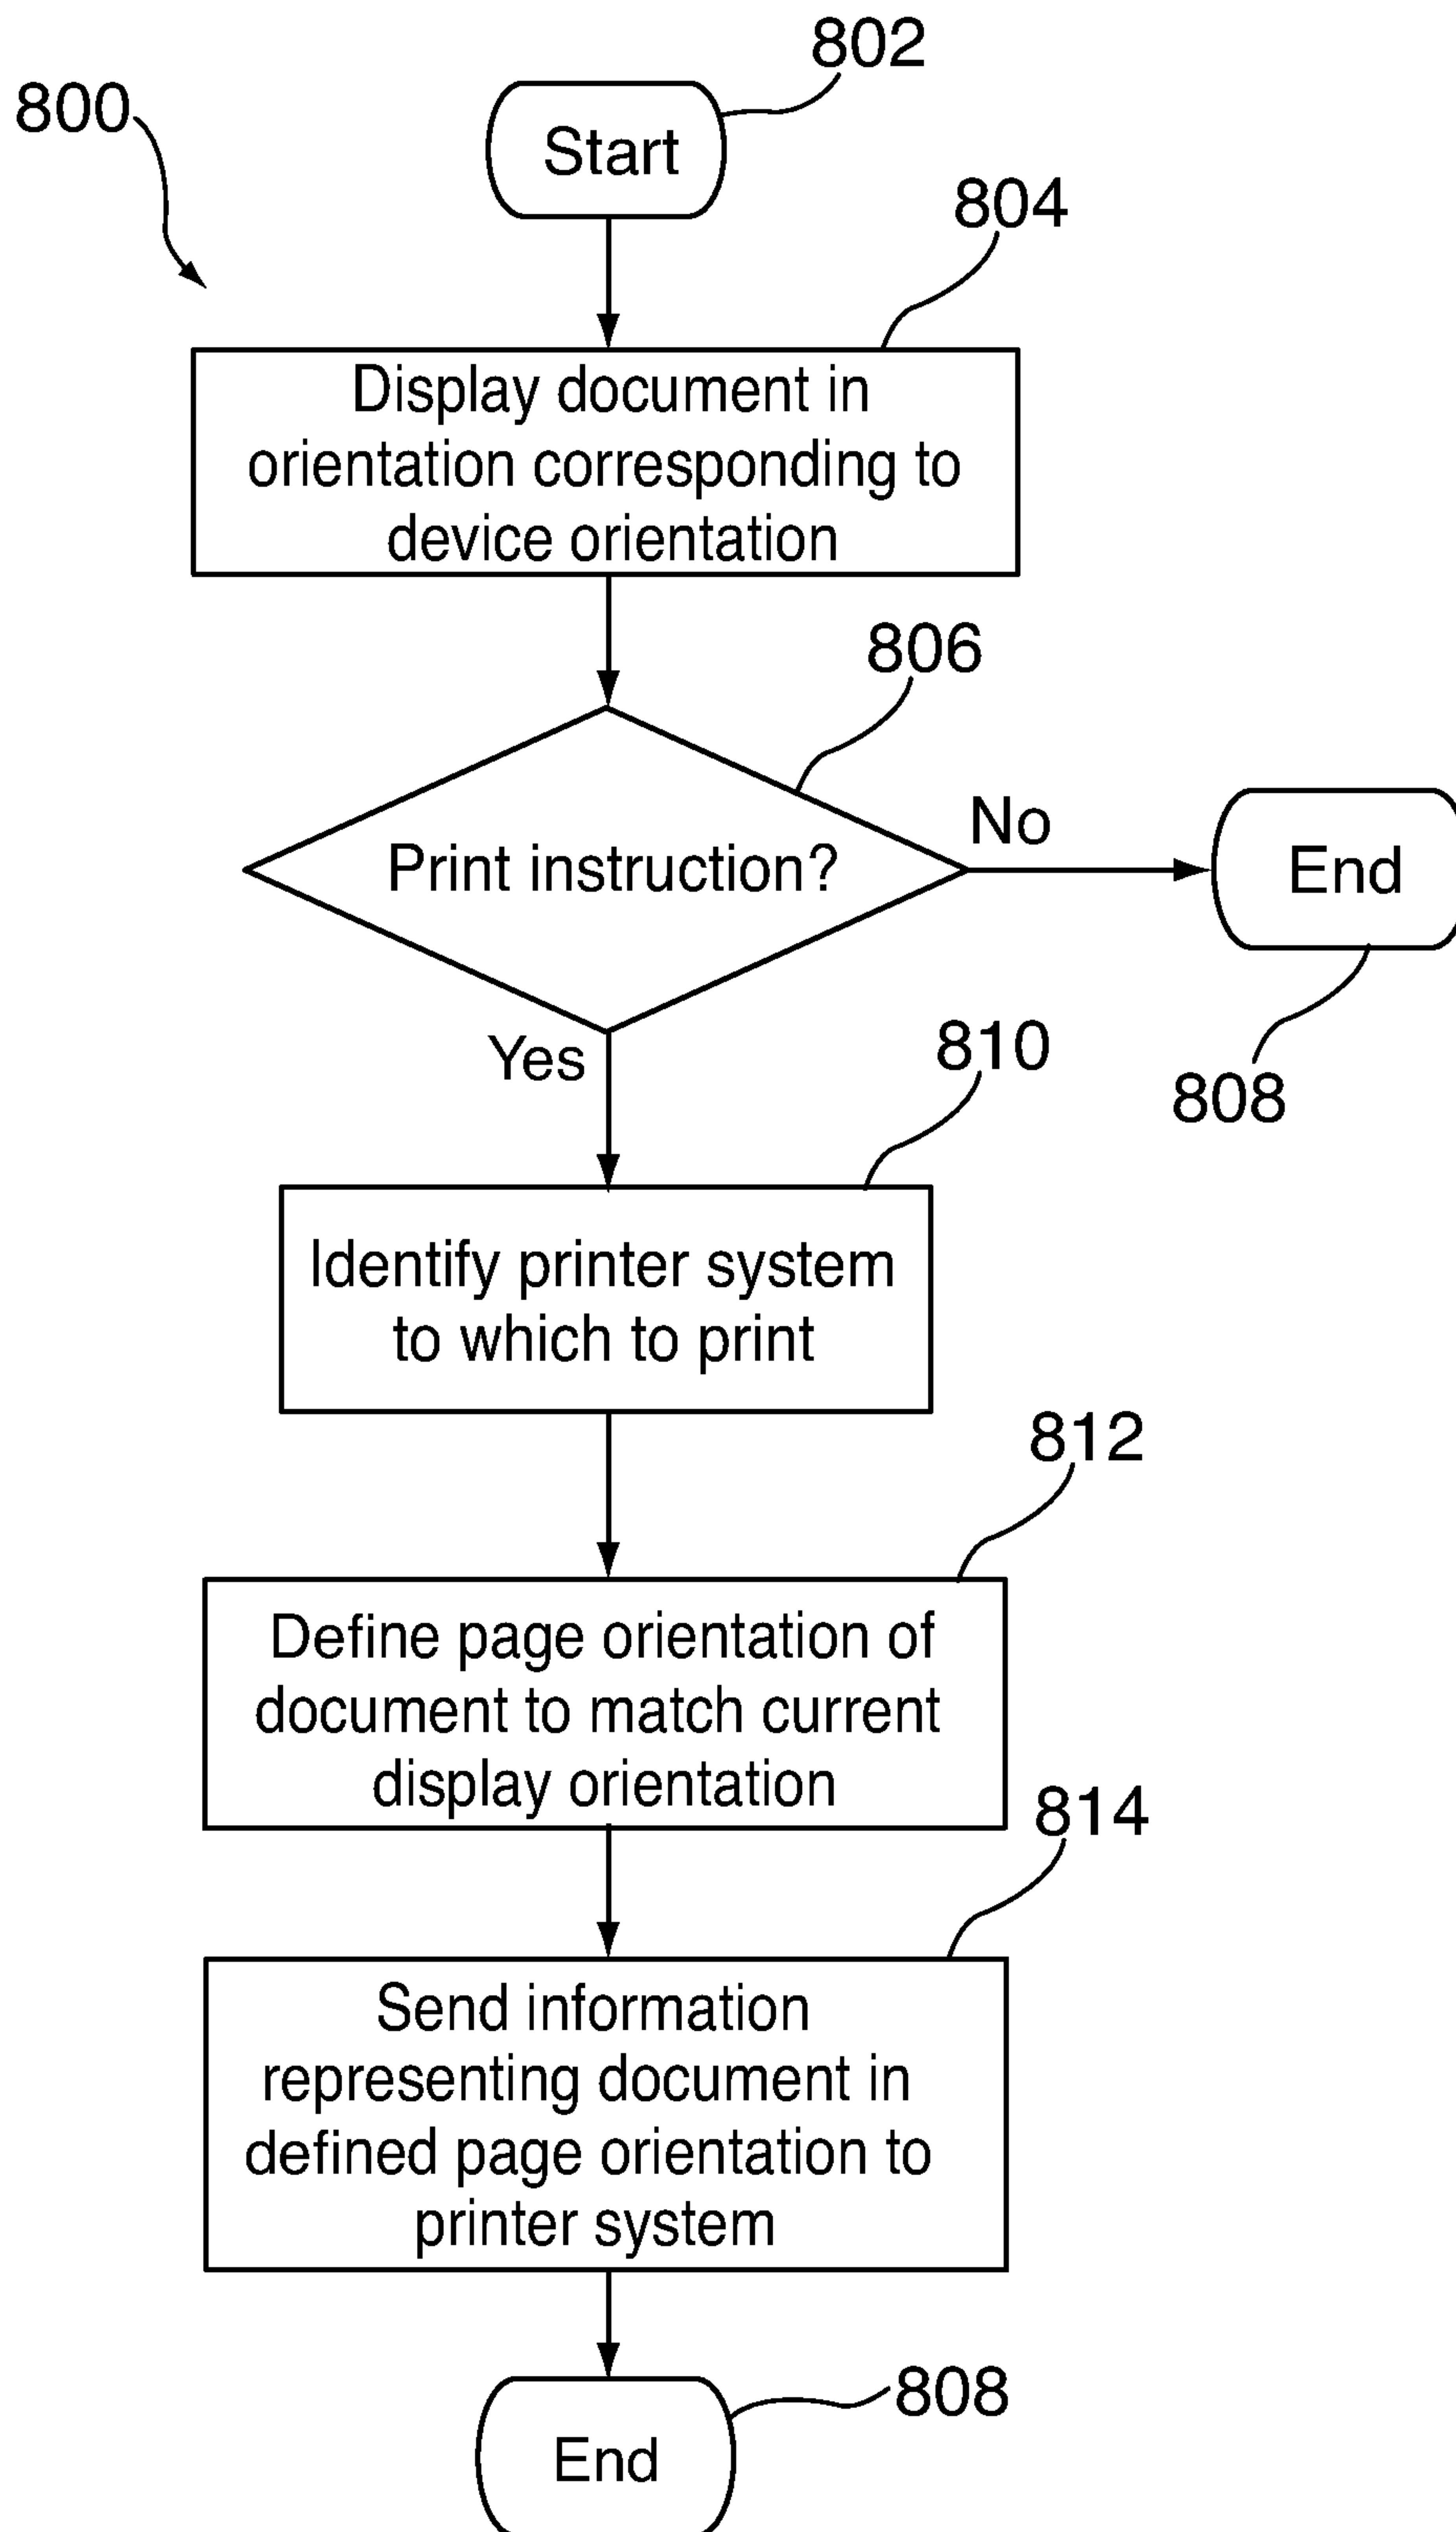 802
800
Start
804
Display document in
orientation corresponding to
device orientation
806
Print instruction?
No
End
808
Yes
810
Identify printer system
to which to print
812
Define page orientation of
document to match current
display orientation
814
Send information
representing document in
defined page orientation to
printer system
808
End